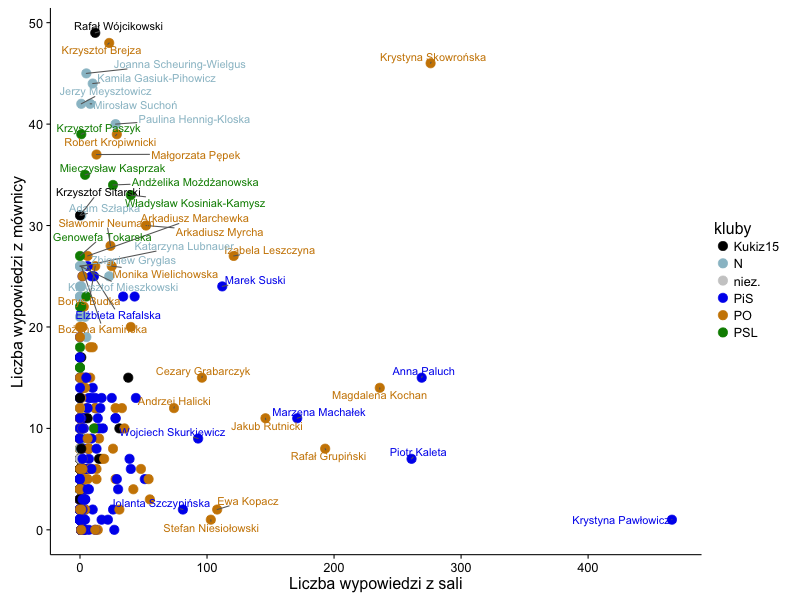 Liczba wypowiedzi z mównicy
50
40
30
20
10
0
Rafał Wójcikowski
Krzysztof Brejza
Krystyna Skowrońska
Joanna Scheuring-Wielgus
Kamila Gasiuk-Pihowicz
Jerzy Meysztowicz
Mirosław Suchoń
Paulina Hennig-Kloska
Krzysztof Paszyk
Robert Kropiwnicki
Małgorzata Pępek
Mieczysław Kasprzak
Andżelika Możdżanowska
Krzysztof Sitarski
Władysław Kosiniak-Kamysz
Adam Szłapka
Arkadiusz Marchewka
Sławomir Neumann
Arkadiusz Myrcha
Genowefa Tokarska
Katarzyna Lubnauer
Izabela Leszczyna
Zbigniew Gryglas
Monika Wielichowska
Marek Suski
Krzysztof Mieszkowski
Borys Budka
Elżbieta Rafalska
Bożena Kamińska
Cezary Grabarczyk
Anna Paluch
Magdalena Kochan
Andrzej Halicki
Marzena Machałek
Jakub Rutnicki
Wojciech Skurkiewicz
Rafał Grupiński
Piotr Kaleta
Jolanta Szczypińska
Ewa Kopacz
Stefan Niesiołowski
Krystyna Pawłowicz
0
100
200
300
400
Liczba wypowiedzi z sali
kluby
Kukiz15
N
niez.
PiS
PO
PSL